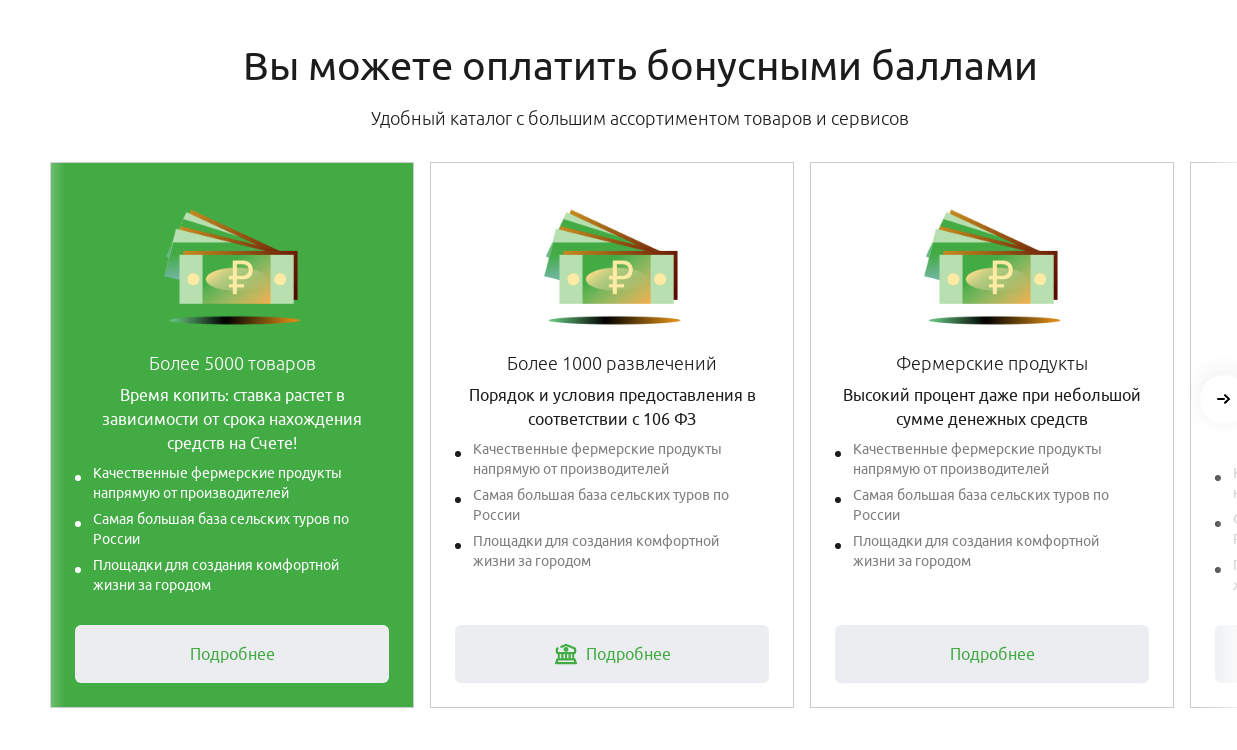 Вы можете оплатить бонусными баллами
Удобный каталог с большим ассортиментом товаров и сервисов
Более 5000 товаров
Время копить: ставка растет в
зависимости от срока нахождения
средств на Счете!
Качественные фермерские продукты
напрямую от производителей
Самая большая база сельских туров по
России
Площадки для создания комфортной
жизни за городом
Подробнее
Более 1000 развлечений
Порядок и условия предоставления в
соответствии с 106 ФЗ
Качественные фермерские продукты
напрямую от производителей
Самая большая база сельских туров по
России
Площадки для создания комфортной
жизни за городом
Подробнее
Фермерские продукты
Высокий процент даже при небольшой
сумме денежных средств
Качественные фермерские продукты
напрямую от производителей
Самая большая база сельских туров по
России
Площадки для создания комфортной
жизни за городом
Подробнее